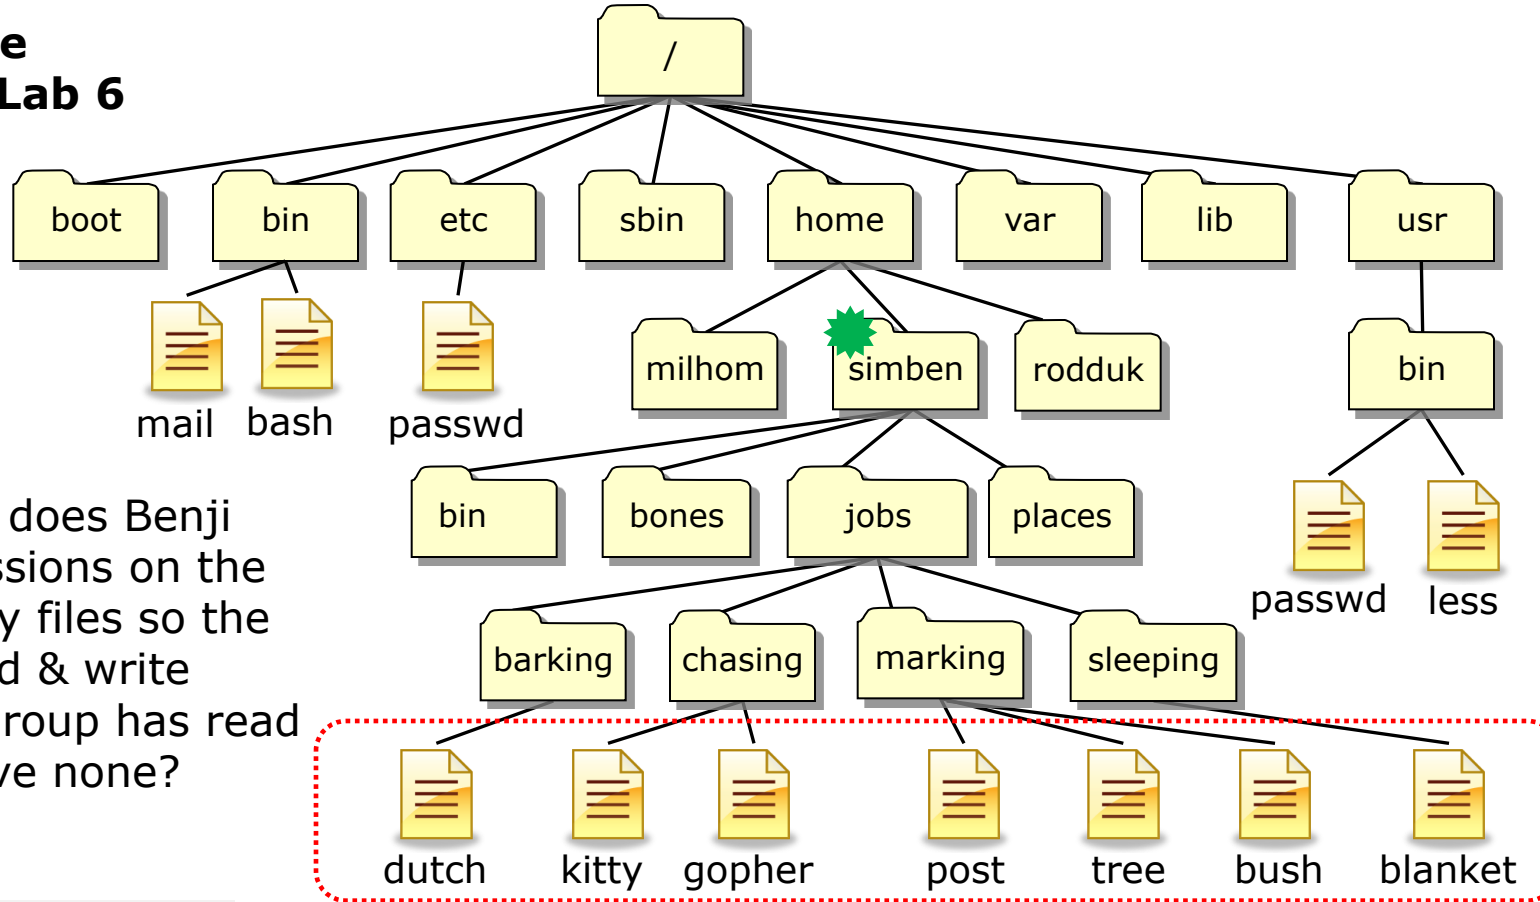 e
Lab 6
/
boot bin etc sbin home var lib usr
mail bash passwd
milhom simben rodduk bin
bin bones jobs places
passwd less
does Benji
ssions on the
y files so the
d & write
roup has read
ve none?
barking chasing marking sleeping
dutch kitty gopher post tree bush blanket